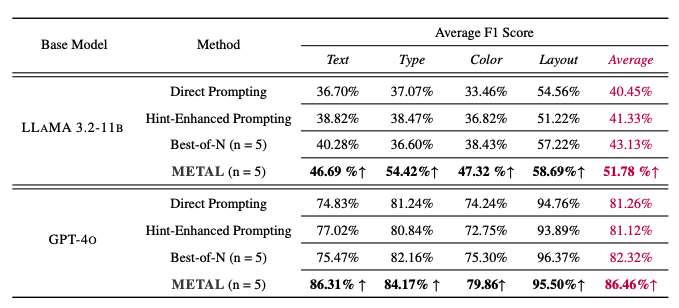 Base Model Method Average F1 Score
Text Type Color Layout Average
LLAMA 3.2-11B
Direct Prompting 36.70% 37.07% 33.46% 54.56% 40.45%
Hint-Enhanced Prompting 38.82% 38.47% 36.82% 51.22% 41.33%
Best-of-N (n = 5) 40.28% 36.60% 38.43% 57.22% 43.13%
METAL (n = 5) 46.69 %↑ 54.42%↑ 47.32 %↑ 58.69%↑ 51.78 %↑
GPT-4O
Direct Prompting 74.83% 81.24% 74.24% 94.76% 81.26%
Hint-Enhanced Prompting 77.02% 80.84% 72.75% 93.89% 81.12%
Best-of-N (n = 5) 75.47% 82.16% 75.30% 96.37% 82.32%
METAL (n = 5) 86.31% ↑ 84.17% ↑ 79.86↑ 95.50% ↑ 86.46%↑